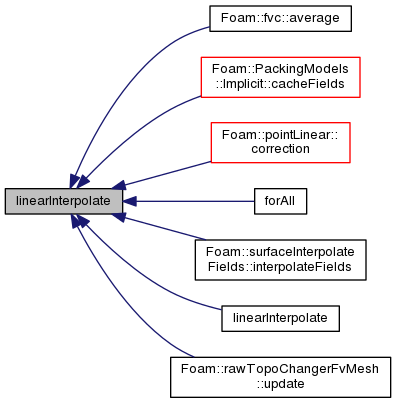 Foam::fvc::average
Foam::PackingModels
::Implicit::cacheFields
Foam::pointLinear::
correction
linearInterpolate
forAll
Foam::surfaceInterpolate
Fields::interpolateFields
linearInterpolate
Foam::rawTopoChangerFvMesh
::update